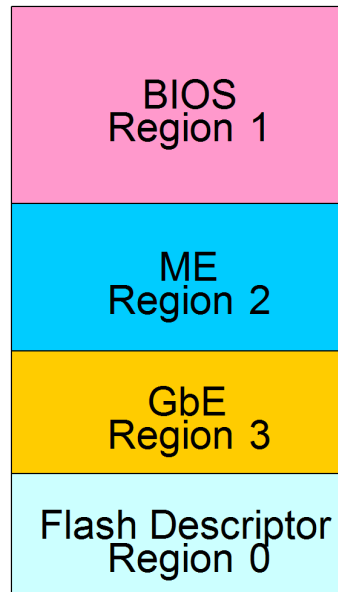 BIOS
Region 1
ME
Region 2
GbE
Region 3
Flash Descriptor
Region 0